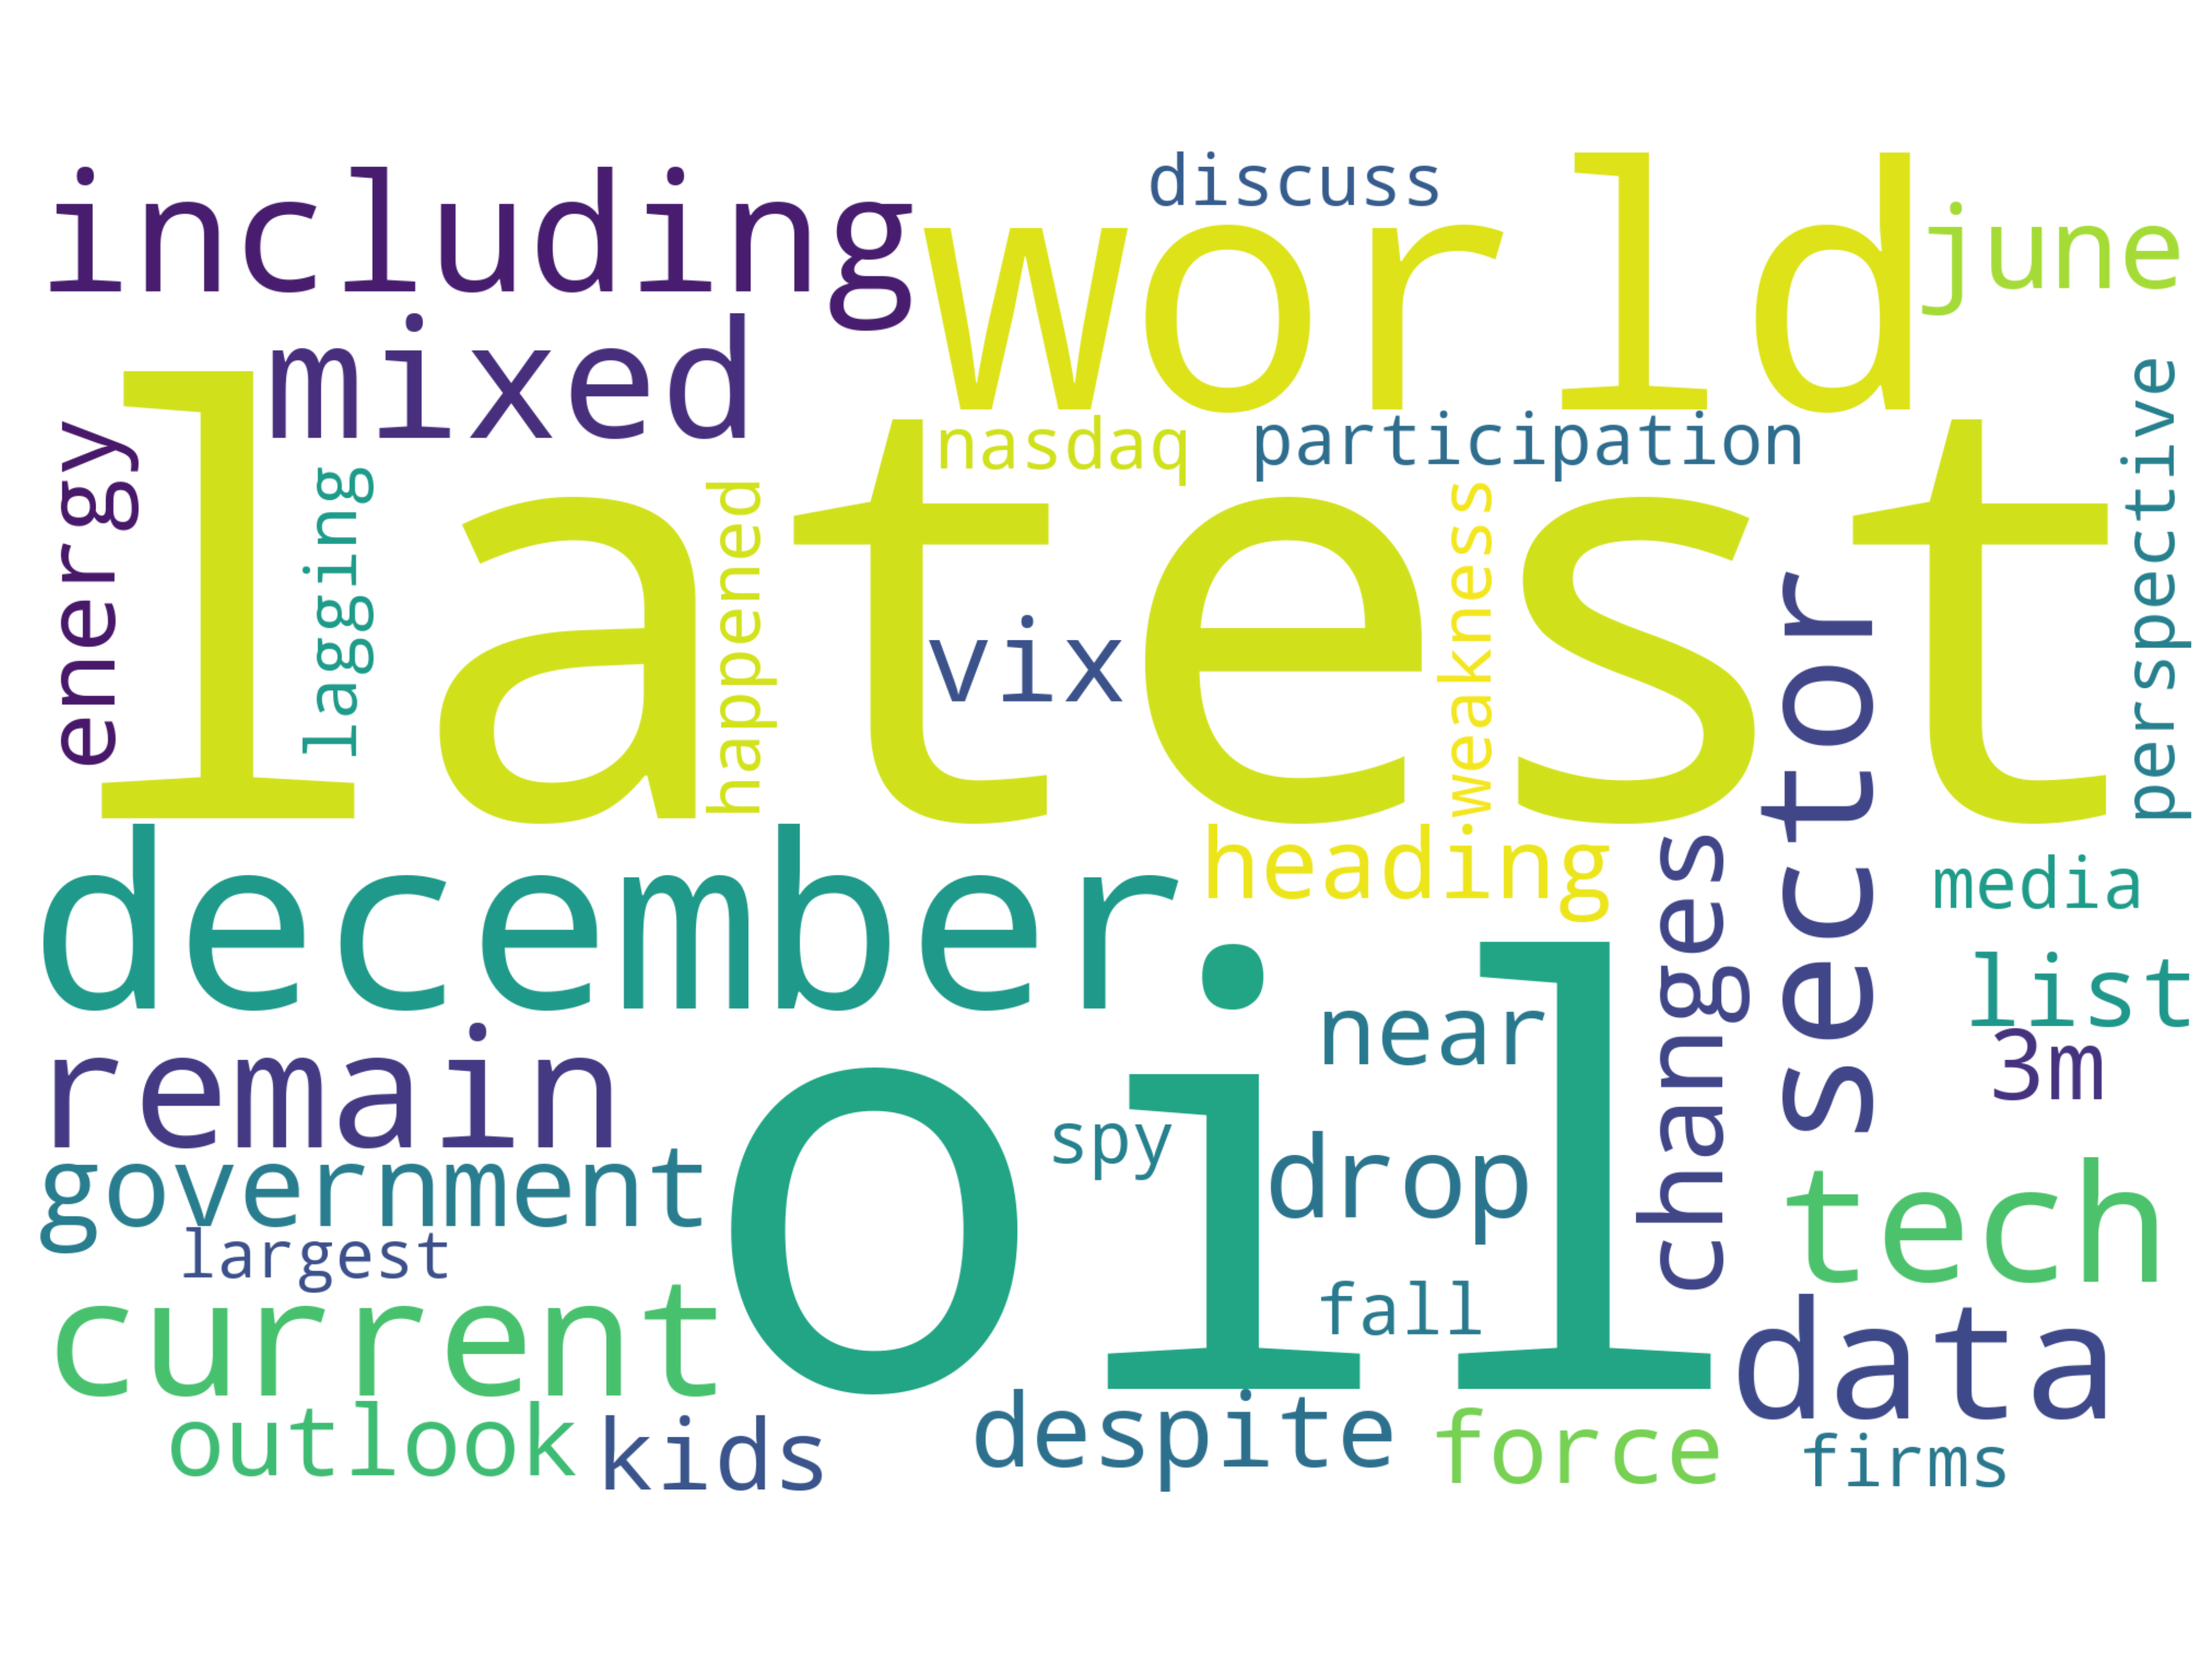 discuss
including
world
june
mixed
nasdaq
participation
perspective
energy
lagging
latest
happened
vix
weakness
sector
december.
heading
changes
media
list
near
3m
remain
oil
spy
drop
government
largest
tech
current
fall
data
outlook
kids
despite
force
firms